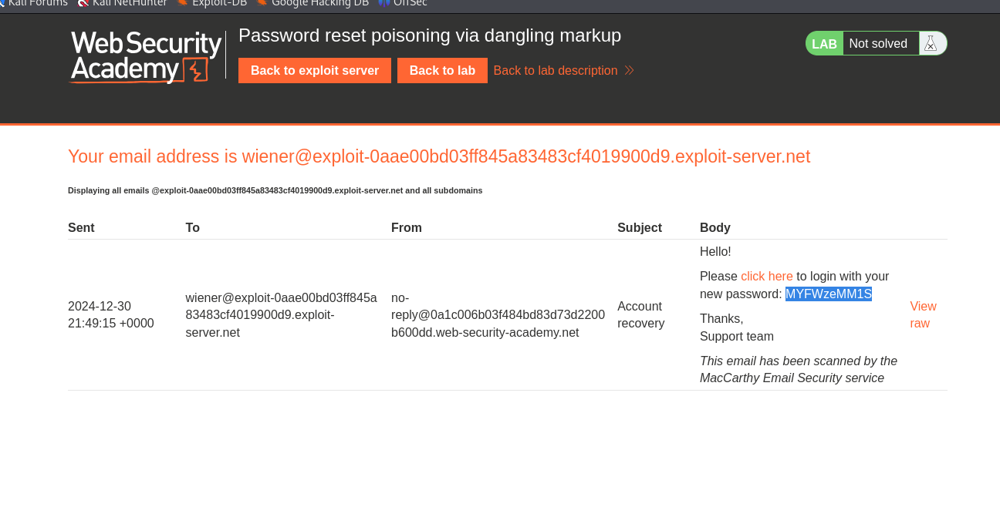 Kali Forums Kali NetHunter Exploit-DB Google Hacking DB OffSec
Web Security
Academy
Password reset poisoning via dangling markup
Back to exploit server Back to lab Back to lab description
LAB Not solved
Your email address is wiener@exploit-0aae00bd03ff845a83483cf4019900d9.exploit-server.net
Displaying all emails @exploit-0aae00bd03ff845a83483cf4019900d9.exploit-server.net and all subdomains
Sent To From Subject Body
2024-12-30
21:49:15 +0000
wiener@exploit-0aae00bd03ff845a
83483cf4019900d9.exploit-
server.net
no-
reply@0a1c006b03f484bd83d73d2200
b600dd.web-security-academy.net
Account
recovery
Hello!
Please click here to login with your
new password: MYFWzeMM1S
Thanks,
Support team
This email has been scanned by the
MacCarthy Email Security service
View
raw